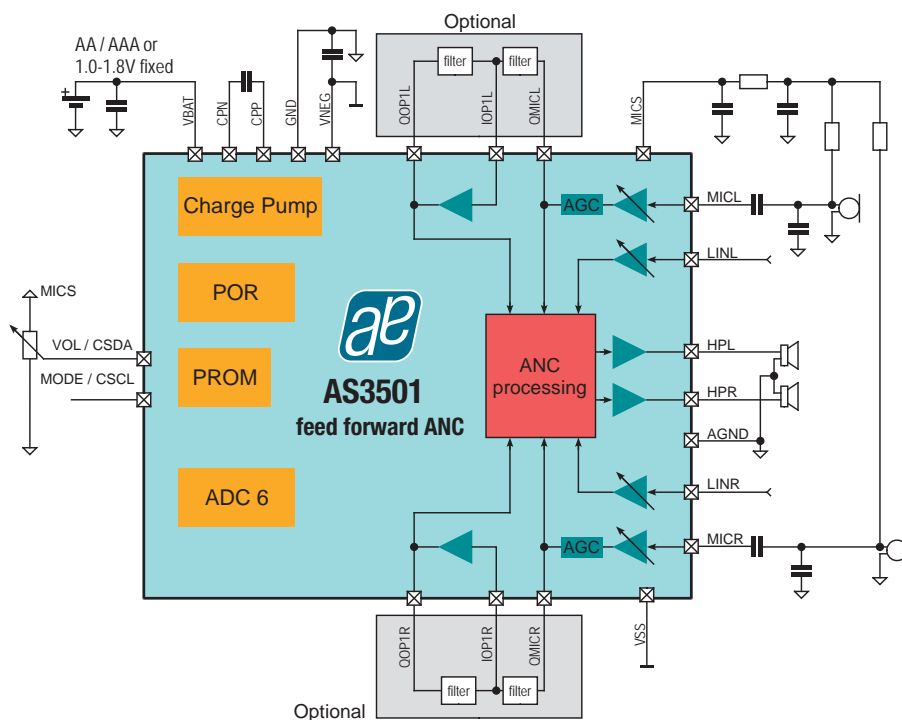 Optional
AA / AAA or
1.0-1.8V fixed
filter
filter
VBAT
CPN
CPP
GND
VNEG
QOP1L
IOP1L
QMICL
MICS
Charge Pump
AGC
MICL
LINL
POR
MICS
ae
VOL / CSDA
PROM
MODE / CSCL
AS3501
feed forward ANC
ANC
processing
HPL
HPR
AGND
ADC 6
LINR
AGC
MICR
QOP1R
IOP1R
QMICR
VSS
filter
filter
Optional